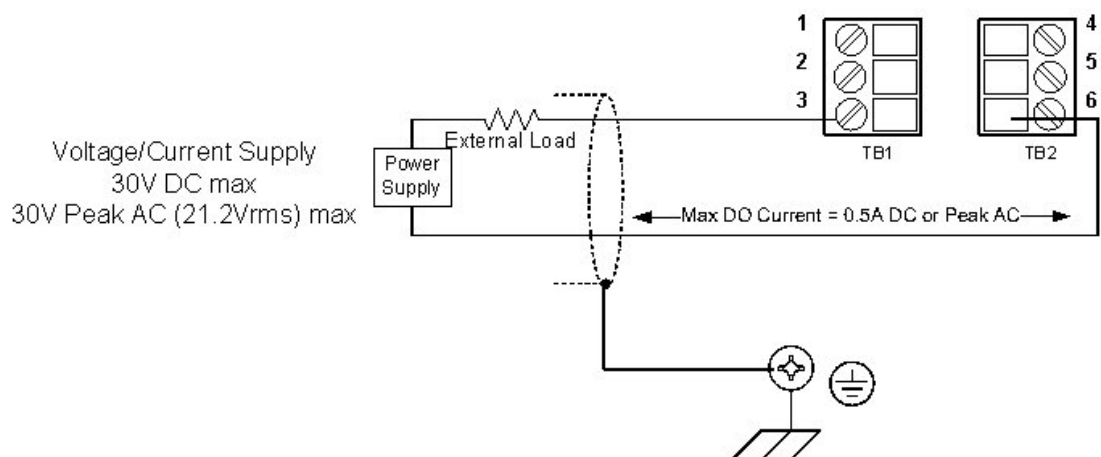 1
2
3
4
5
6
TB1
TB2
External Load
Power
Supply
Voltage/Current Supply
30V DC max
30V Peak AC (21.2Vrms) max
Max DO Current = 0.5A DC or Peak AC